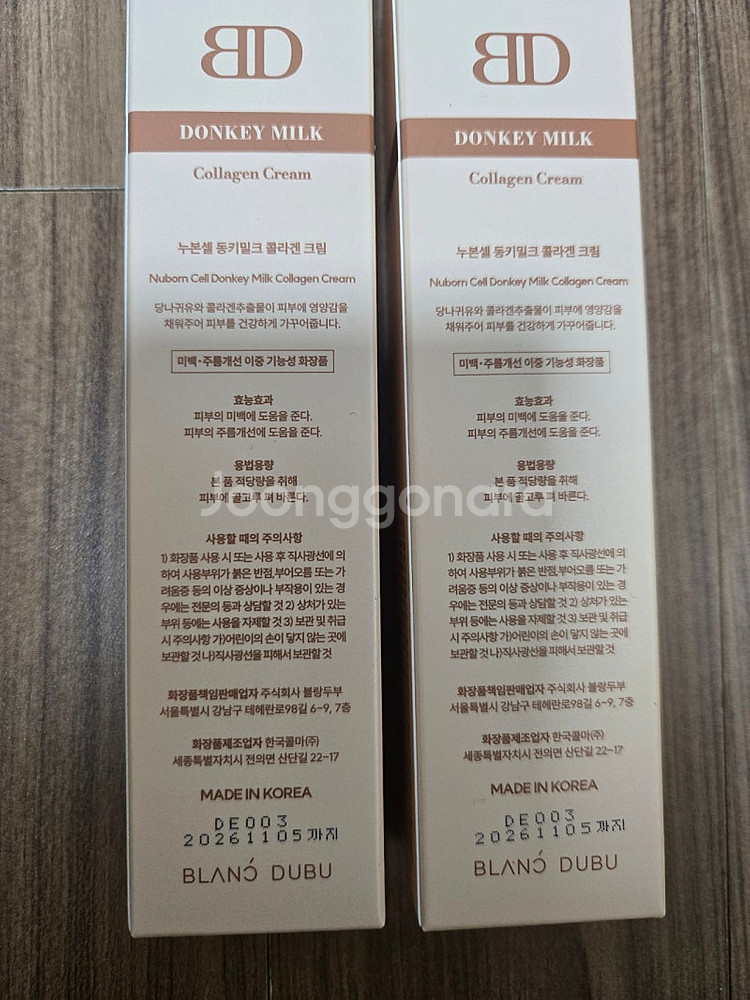 BD
DONKEY MILK
Collagen Cream
누본셀 동키밀크 콜라겐 크림
Nuborn Cell Donkey Milk Collagen Cream
당나귀유와 콜라겐추출물이 피부에 영양감을
채워주어 피부를 건강하게 가꾸어줍니다.
미백•주름개선 이중 기능성 화장품
효능효과
피부의 미백에 도움을 준다.
피부의 주름개선에 도움을 준다.
용법용량
본 품 적당량을 취해
피부에 골고루 펴 바른다.
사용할 때의 주의사항
1) 화장품 사용 시 또는 사용 후 직사광선에 의
하여 사용부위가 붉은 반점,부어오름 또는 가
려움증 등의 이상 증상이나 부작용이 있는 경
우에는 전문의 등과 상담할 것 2) 상처가 있는
부위 등에는 사용을 자제할 것 3) 보관 및 취급
시 주의사항 가)어린이의 손이 닿지 않는 곳에
보관할 것 나)직사광선을 피해서 보관할 것
화장품책임판매업자 주식회사 블랑두부
서울특별시 강남구 테헤란로98길 6-9, 7층
화장품제조업자 한국콜마(주)
세종특별자치시 전의면 산단길 22-17
MADE IN KOREA
DE003
20261105까지
BLANC DUBU
BD
DONKEY MILK
Collagen Cream
누본셀 동키밀크 콜라겐 크림
Nuborn Cell Donkey Milk Collagen Cream
당나귀유와 콜라겐추출물이 피부에 영양감을
채워주어 피부를 건강하게 가꾸어줍니다.
미백•주름개선 이중 기능성 화장품
효능효과
피부의 미백에 도움을 준다.
피부의 주름개선에 도움을 준다.
용법용량
본 품 적당량을 취해
피부에 골고루 펴 바른다.
사용할 때의 주의사항
1) 화장품 사용 시 또는 사용 후 직사광선에 의
하여 사용부위가 붉은 반점,부어오름 또는 가
려움증 등의 이상 증상이나 부작용이 있는 경
우에는 전문의 등과 상담할 것 2) 상처가 있는
부위 등에는 사용을 자제할 것 3) 보관 및 취급
시 주의사항 가)어린이의 손이 닿지 않는 곳에
보관할 것 나)직사광선을 피해서 보관할 것
화장품책임판매업자 주식회사 블랑두부
서울특별시 강남구 테헤란로98길 6-9, 7층
화장품제조업자 한국콜마(주)
세종특별자치시 전의면 산단길 22-17
MADE IN KOREA
DE003
20261105까지
BLANC DUBU
Joonggonara